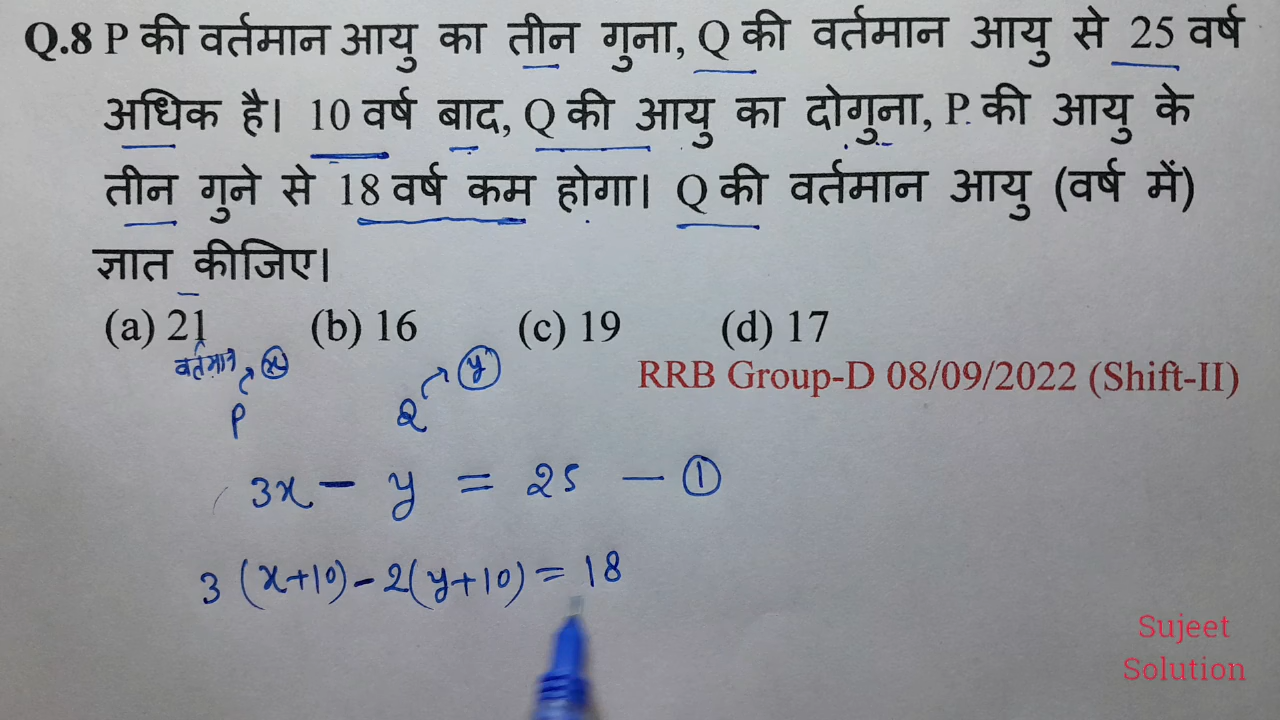 Q.8 P की वर्तमान आयु का तीन गुना, Q की वर्तमान आयु से 25 वर्ष
अधिक है। 10 वर्ष बाद, Q की आयु का दोगुना, P की आयु के
तीन गुने से 18 वर्ष कम होगा। Q की वर्तमान आयु (वर्ष में)
ज्ञात कीजिए।
(a) 21 (b) 16 (c) 19 (d) 17
वर्तमान x y
RRB Group-D 08/09/2022 (Shift-II)
P Q
3x - y = 25 — ①
3 (x+10) - 2(y+10) = 18
Sujeet
Solution